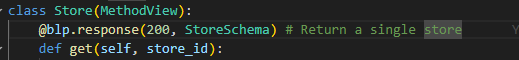 class Store(MethodView):
    @blp.response(200, StoreSchema) # Return a single store
    def get(self, store_id):